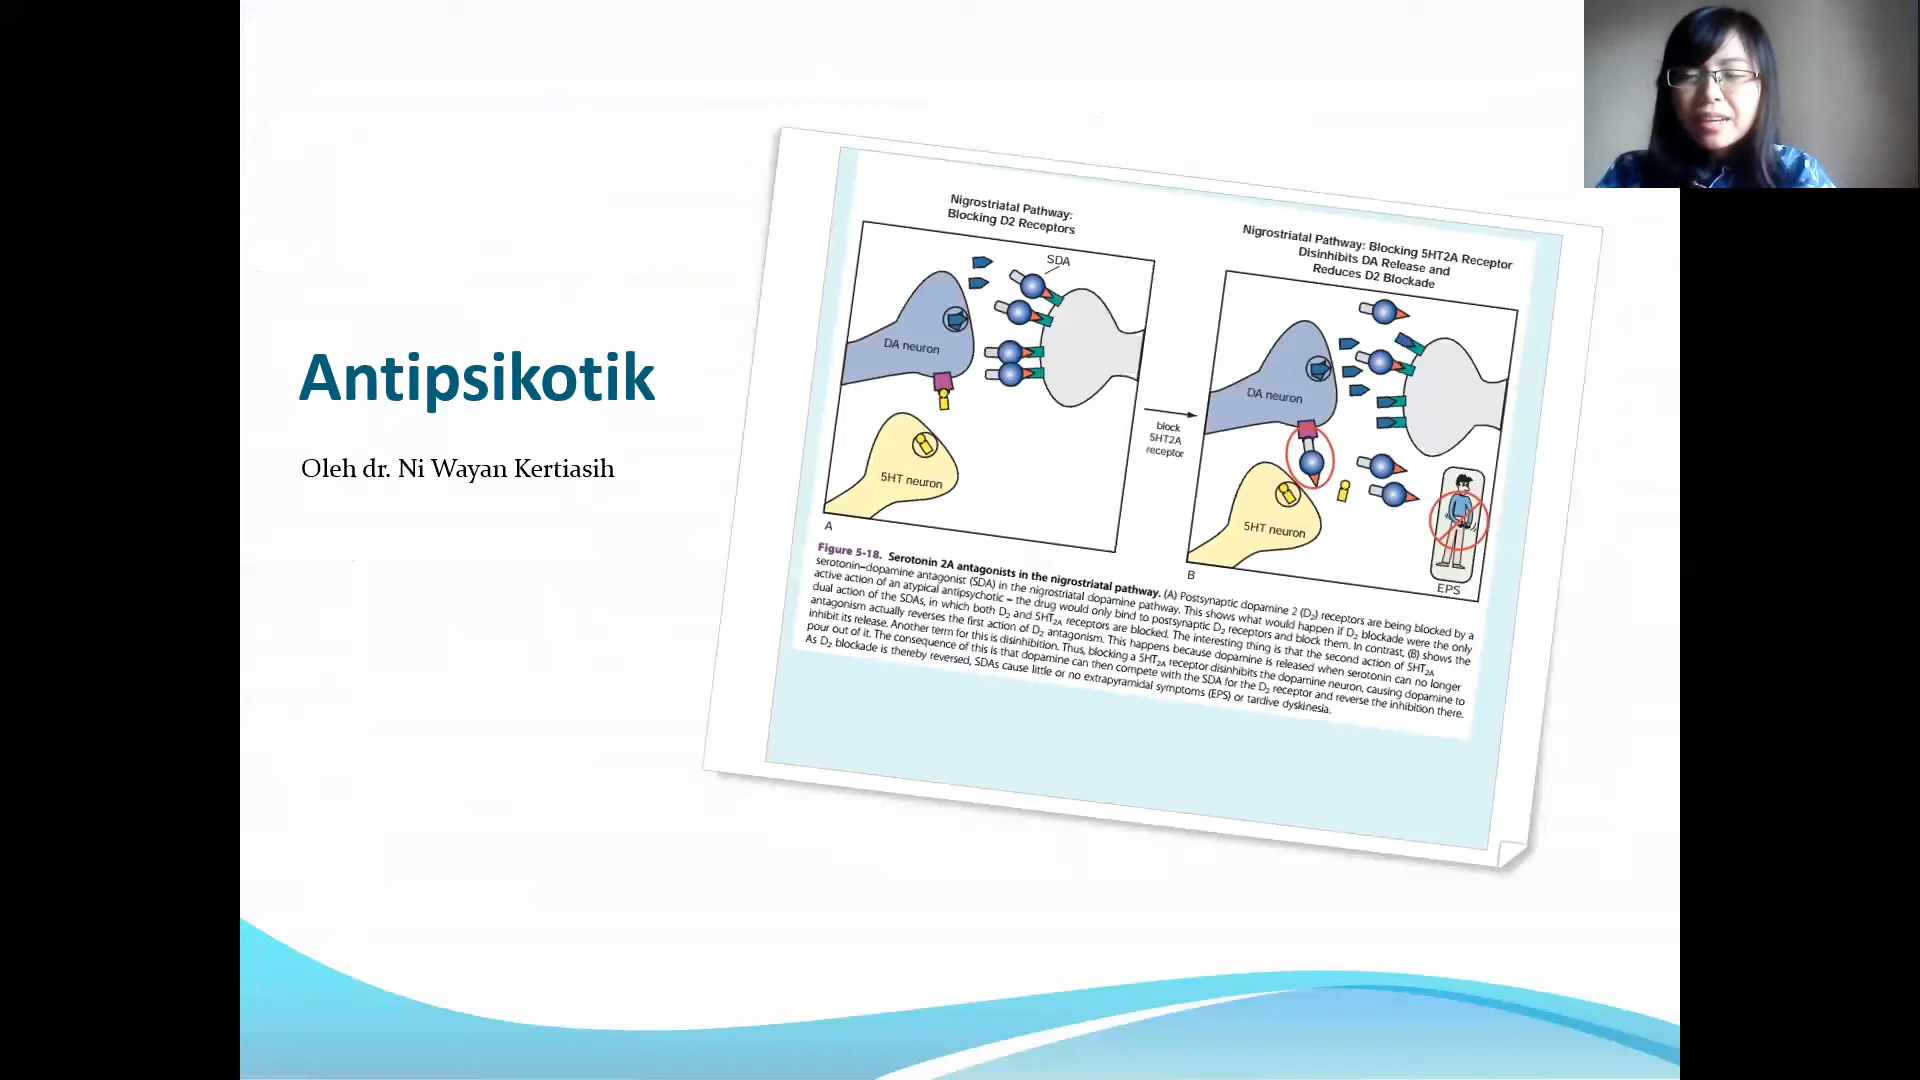 Antipsikotik
Oleh dr. Ni Wayan Kertiasih
Nigrostriatal Pathway:
Blocking D2 Receptors
SDA
DA neuron
5HT neuron
A
block
5HT2A
receptor
Nigrostriatal Pathway: Blocking 5HT2A Receptor
Disinhibits DA Release and
Reduces D2 Blockade
DA neuron
5HT neuron
B
EPS
Figure 5-18. Serotonin 2A antagonists in the nigrostriatal pathway. (A) Postsynaptic dopamine 2 (D2) receptors are being blocked by a
serotonin–dopamine antagonist (SDA) in the nigrostriatal dopamine pathway. This shows what would happen if D2 blockade were the only
active action of an atypical antipsychotic – the drug would only bind to postsynaptic D2 receptors and block them. In contrast, (B) shows the
dual action of the SDAs, in which both D2 and 5HT2A receptors are blocked. The interesting thing is that the second action of 5HT2A
antagonism actually reverses the first action of D2 antagonism. This happens because dopamine is released when serotonin can no longer
inhibit its release. Another term for this is disinhibition. Thus, blocking a 5HT2A receptor disinhibits the dopamine neuron, causing dopamine to
pour out of it. The consequence of this is that dopamine can then compete with the SDA for the D2 receptor and reverse the inhibition there.
As D2 blockade is thereby reversed, SDAs cause little or no extrapyramidal symptoms (EPS) or tardive dyskinesia.